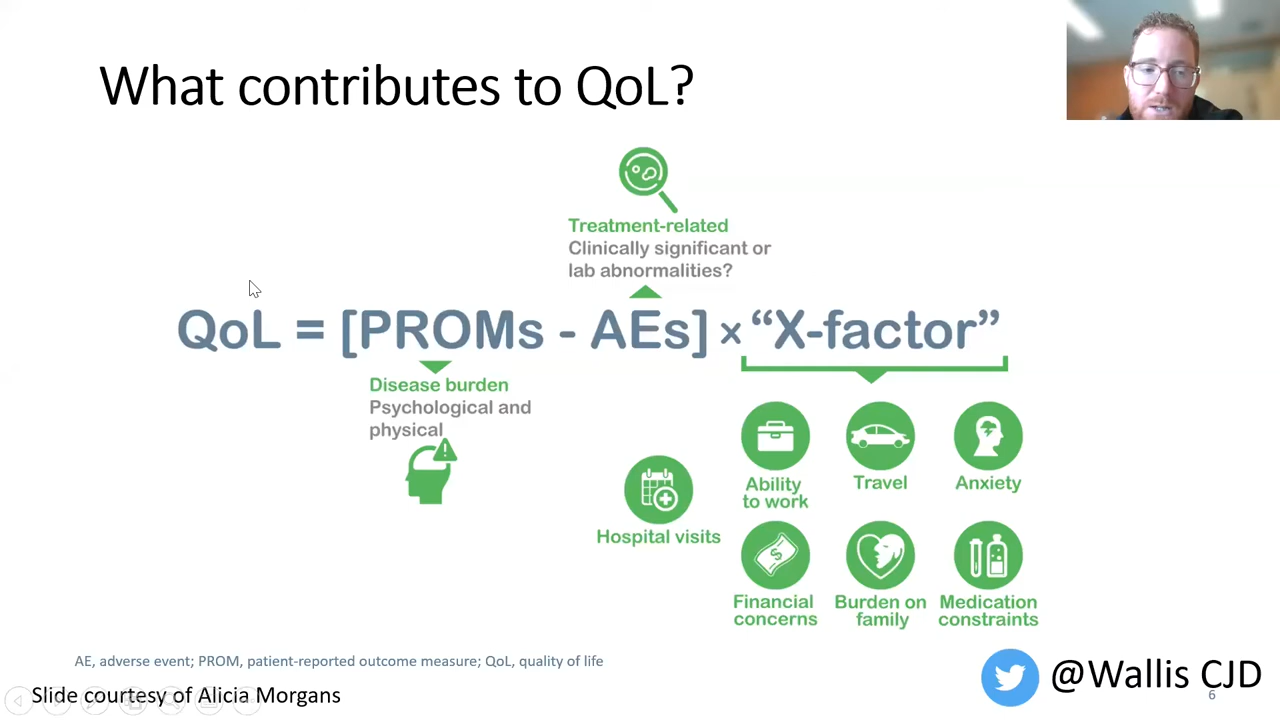 What contributes to QoL?
Treatment-related
Clinically significant or
lab abnormalities?
QoL = [PROMs - AEs] × “X-factor”
Disease burden
Psychological and
physical
Hospital visits
Ability
to work
Travel
Anxiety
Financial
concerns
Burden on
family
Medication
constraints
AE, adverse event; PROM, patient-reported outcome measure; QoL, quality of life
Slide courtesy of Alicia Morgans
@Wallis CJD
6